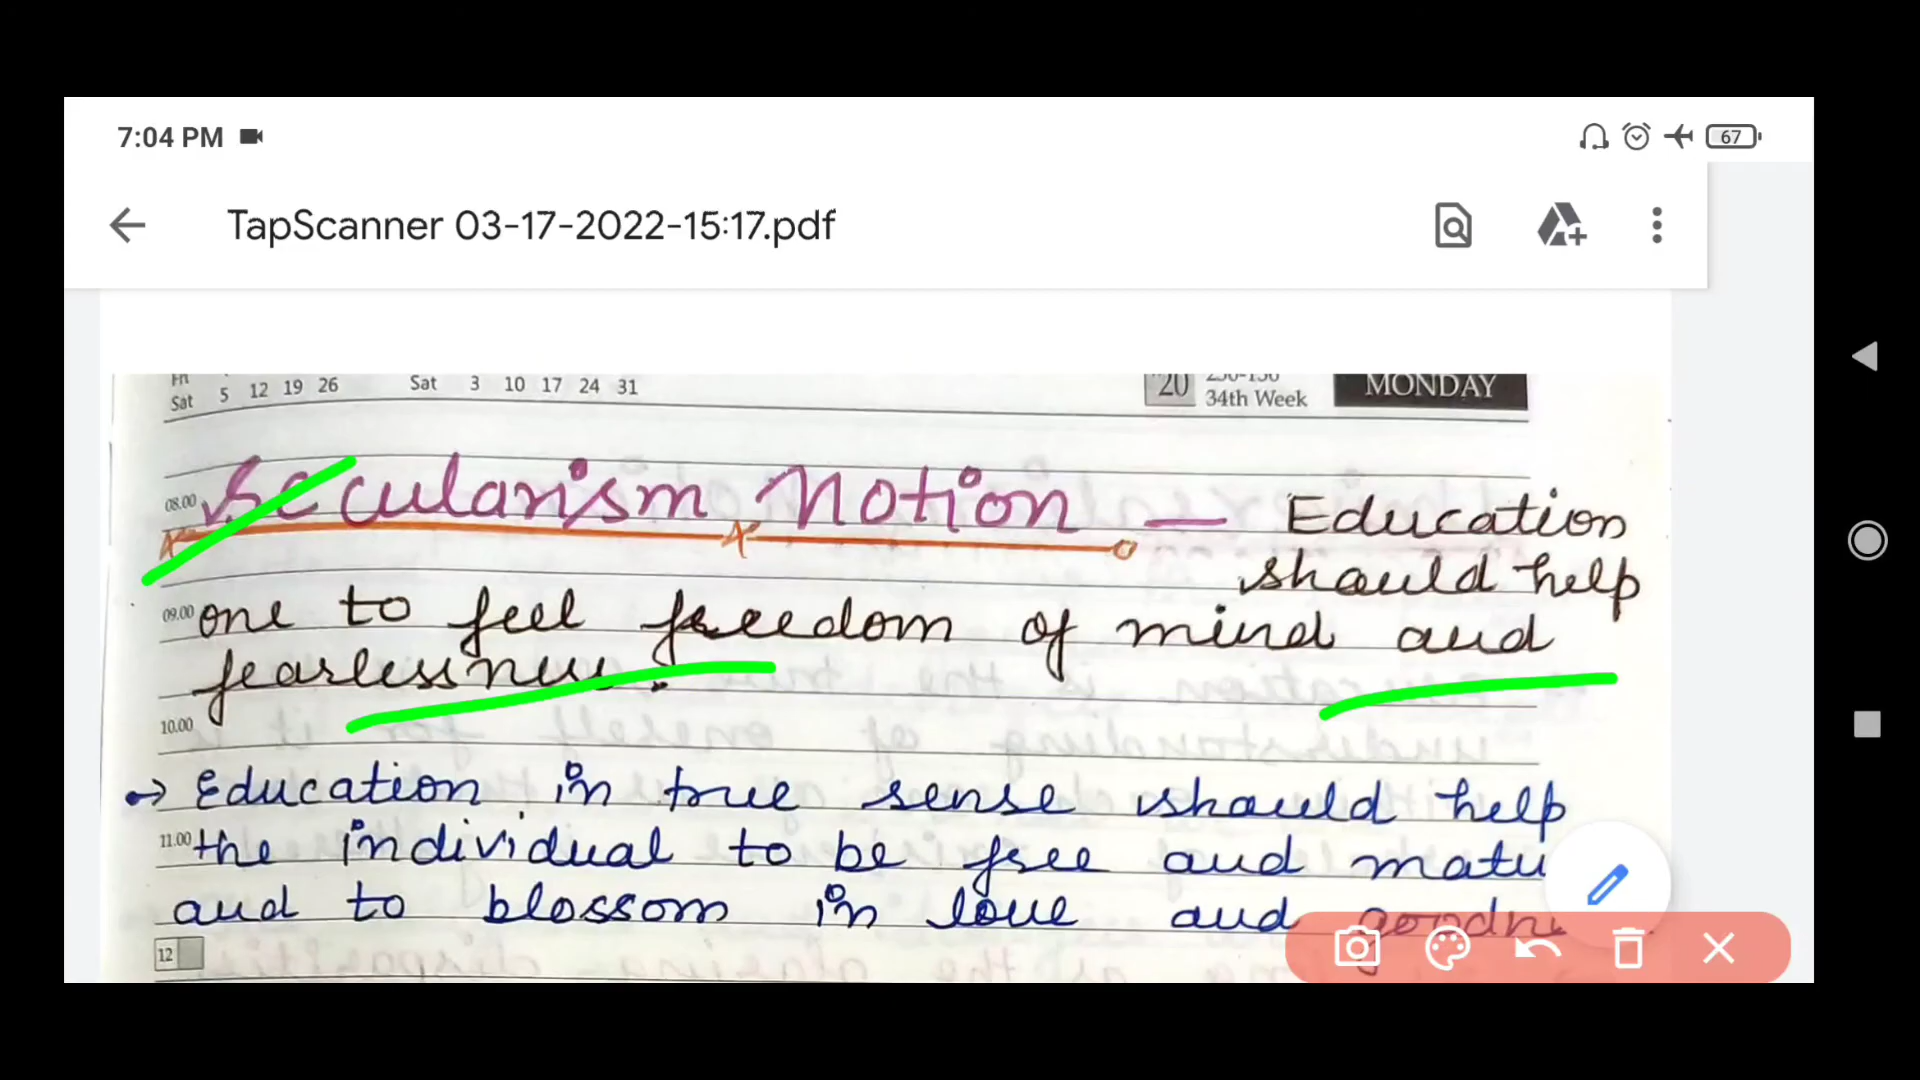 7:04 PM
67
TapScanner 03-17-2022-15:17.pdf
Fri
Sat 5 12 19 26 Sat 3 10 17 24 31
20 34th Week MONDAY
08.00 Secularism Notion — Education
should help
09.00 one to feel freedom of mind and
fearlessness.
10.00
→ Education in true sense should help
11.00 the individual to be free and matu
and to blossom in love and goodne
12